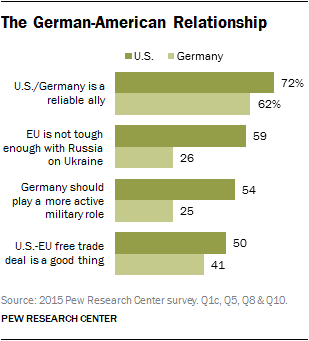 The German-American Relationship
U.S. Germany
U.S./Germany is a
reliable ally
72%
62%
EU is not tough
enough with Russia
on Ukraine
59
26
Germany should
play a more active
military role
54
25
U.S.-EU free trade
deal is a good thing
50
41
Source: 2015 Pew Research Center survey. Q1c, Q5, Q8 & Q10.
PEW RESEARCH CENTER